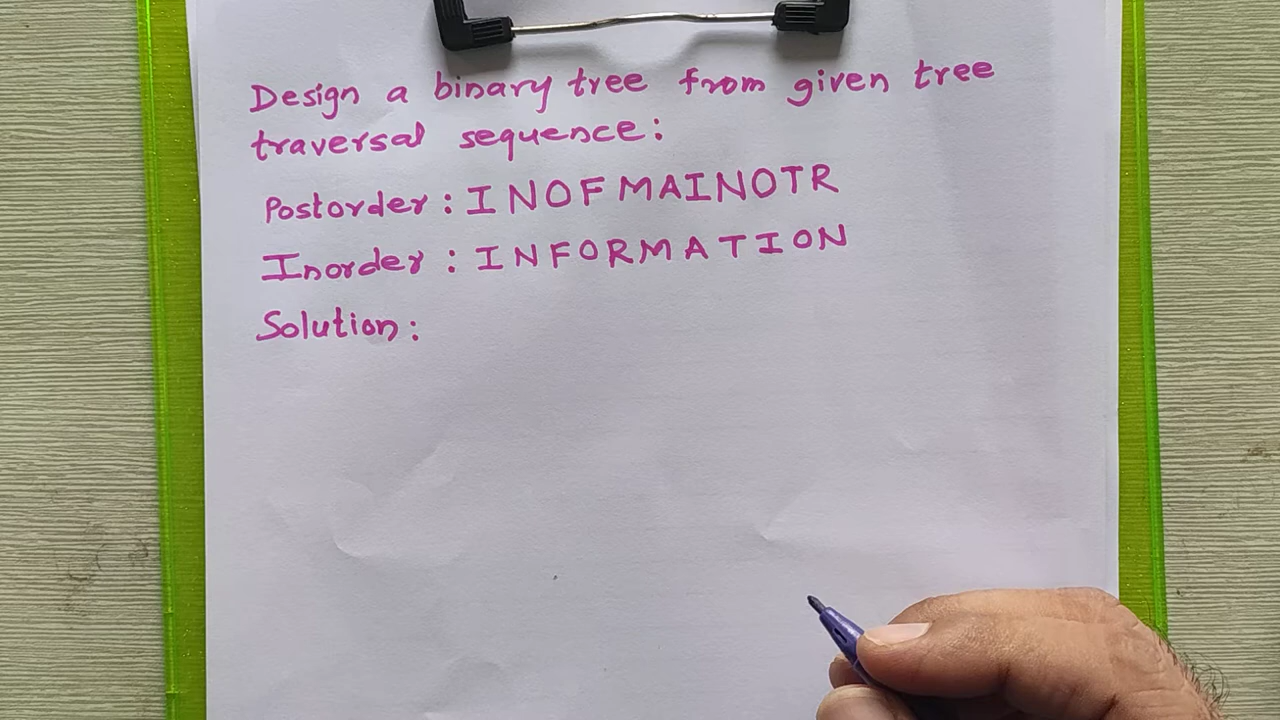 Design a binary tree from given tree
traversal sequence:
Postorder : INOFMAINOTR
Inorder : INFORMATION
Solution: